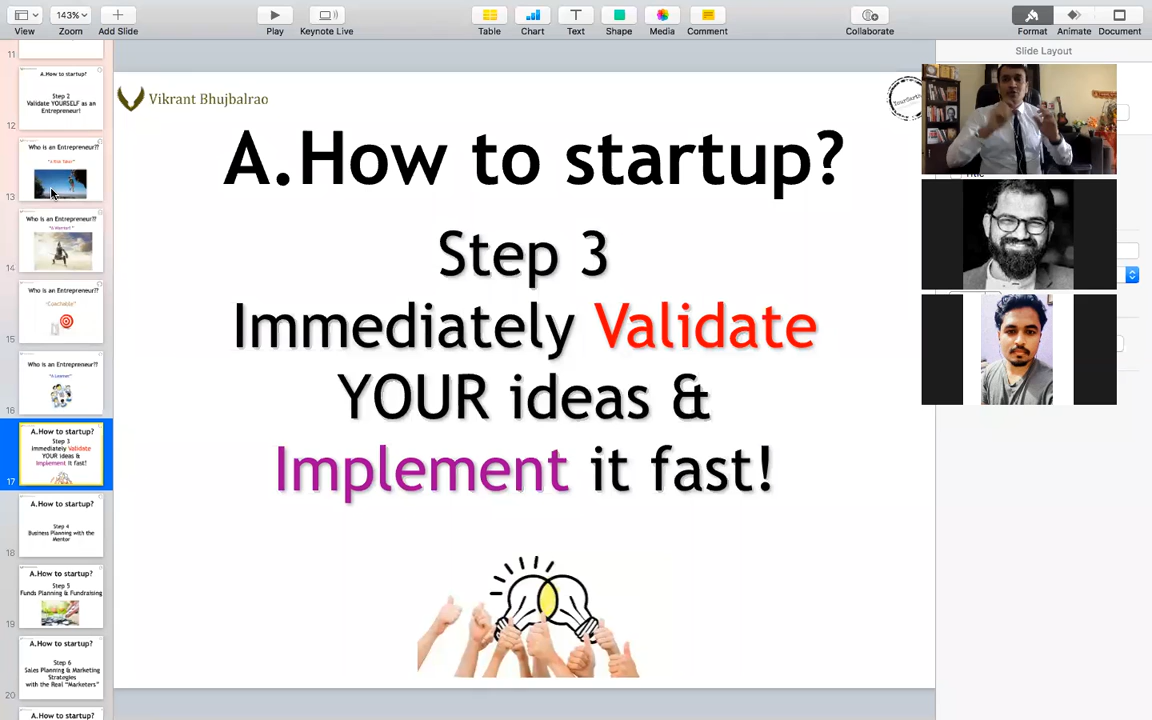 143%
View
Zoom
Add Slide
Play
Keynote Live
Table
Chart
Text
Shape
Media
Comment
Collaborate
Format
Animate
Document
Slide Layout
Vikrant Bhujbalrao
A.How to startup?
Step 3
Immediately Validate
YOUR ideas &
Implement it fast!
11
A.How to startup?
Step 2
Validate YOURSELF as an
Entrepreneur!
12
Who is an Entrepreneur??
13
Who is an Entrepreneur??
14
Who is an Entrepreneur??
"Coachable"
15
Who is an Entrepreneur??
16
A.How to startup?
Step 3
Immediately Validate
YOUR ideas &
Implement it fast!
17
A.How to startup?
Step 4
Business Planning with the
Mentor
18
A.How to startup?
Step 5
Funds Planning & Fundraising
19
A.How to startup?
Step 6
Sales Planning & Marketing
Strategies
with the Real "Marketers"
20
A.How to startup?